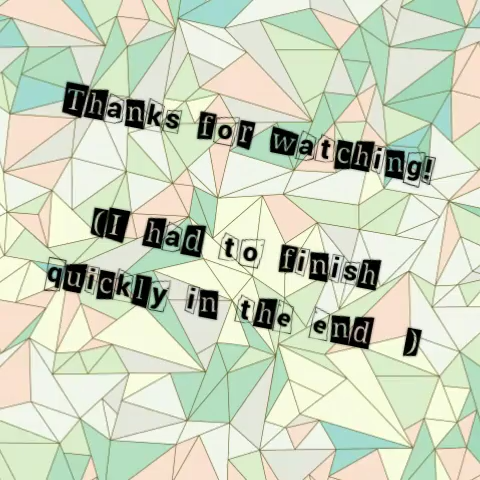 Thanks for watching!
(I had to finish
quickly in the end )